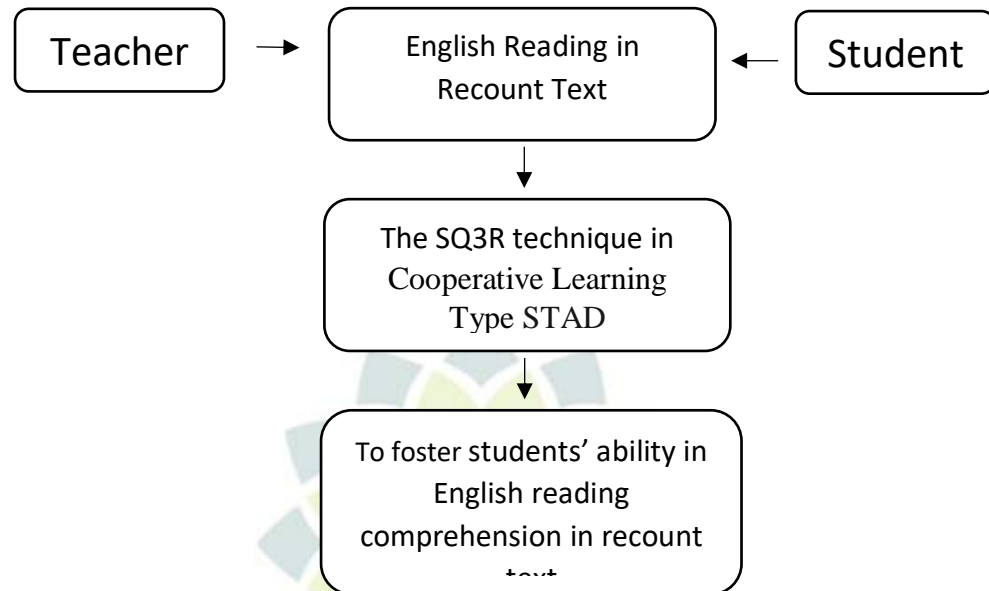 Teacher
English Reading in
Recount Text
Student
The SQ3R technique in
Cooperative Learning
Type STAD
To foster students’ ability in
English reading
comprehension in recount
text